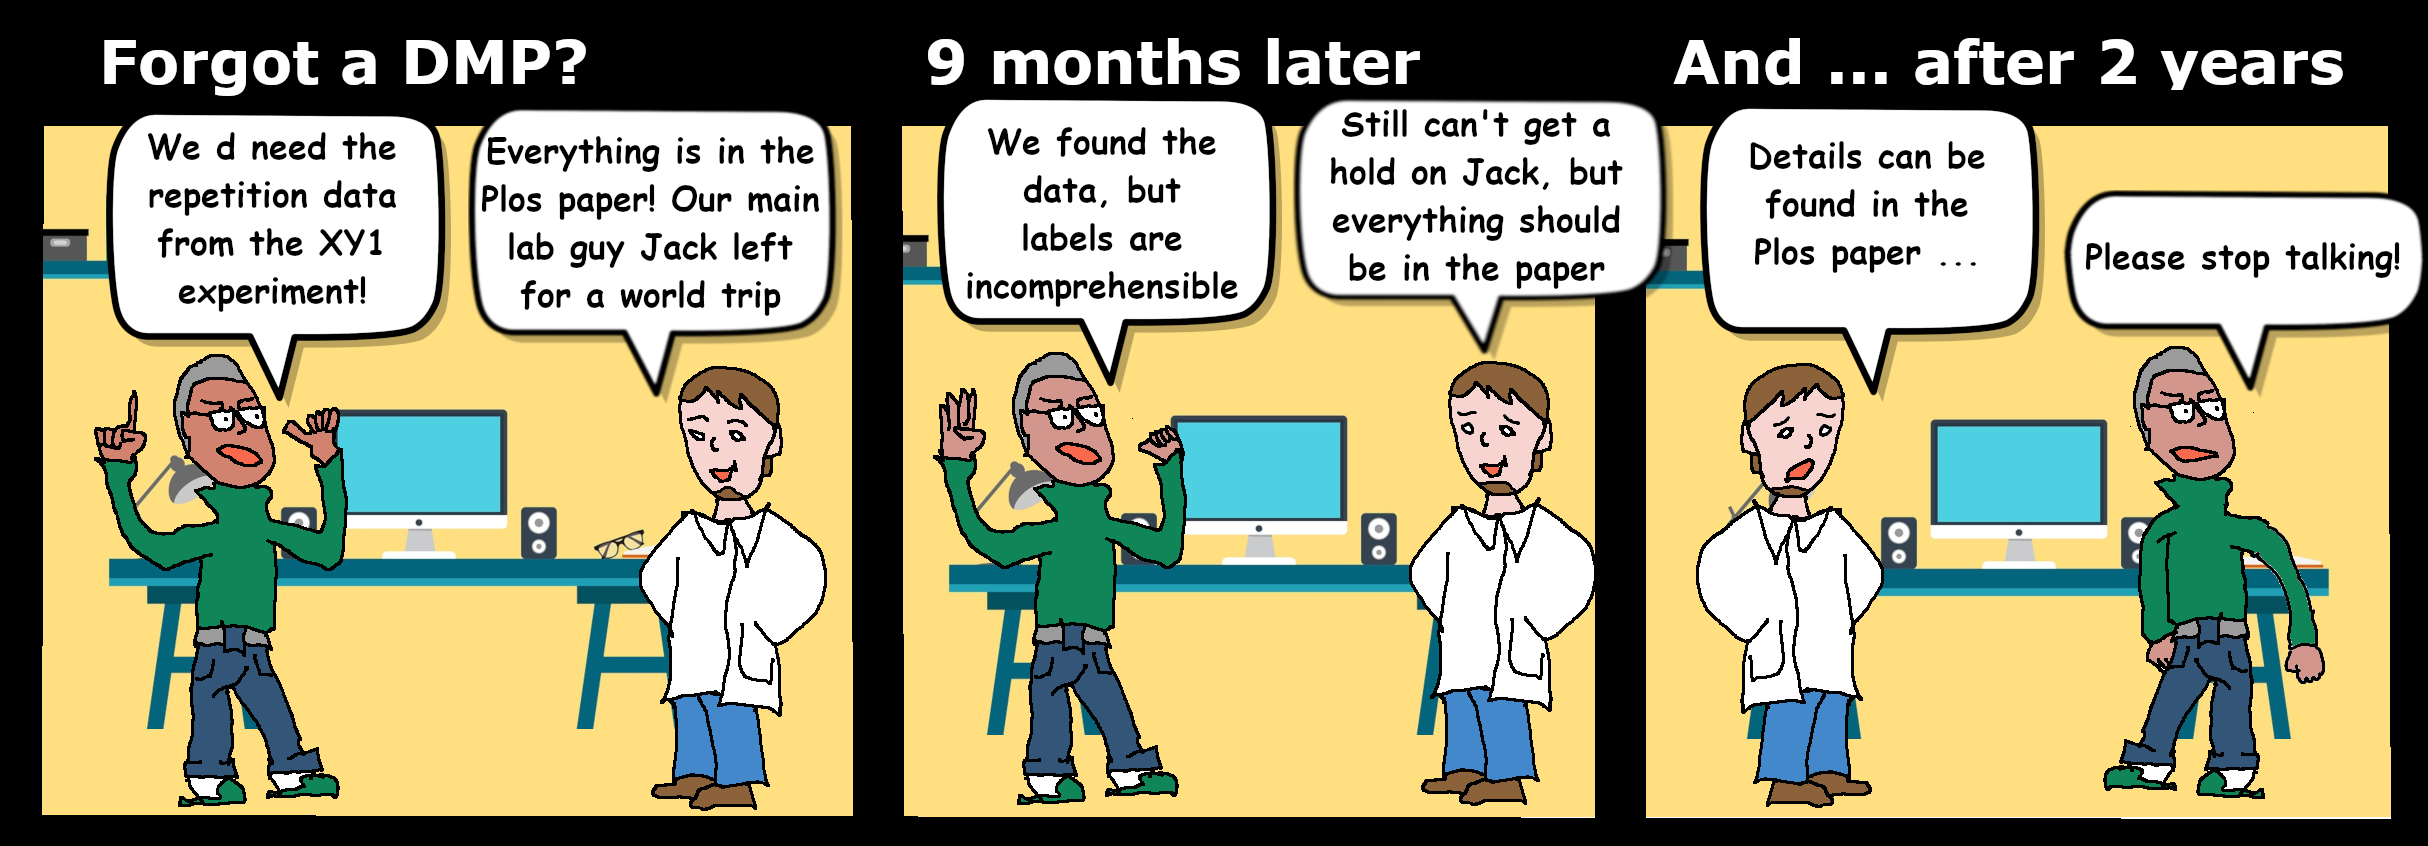 Forgot a DMP?
We d need the
repetition data
from the XY1
experiment!
Everything is in the
Plos paper! Our main
lab guy Jack left
for a world trip
9 months later
We found the
data, but
labels are
incomprehensible
Still can't get a
hold on Jack, but
everything should
be in the paper
And ... after 2 years
Details can be
found in the
Plos paper ...
Please stop talking!